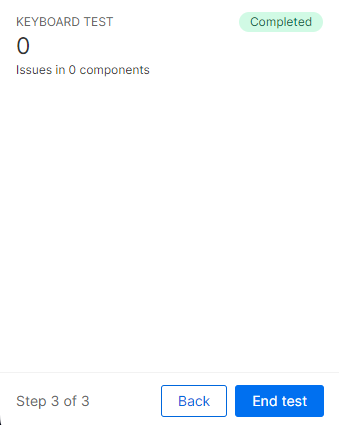 KEYBOARD TEST
Completed
0
Issues in 0 components
Step 3 of 3
Back
End test